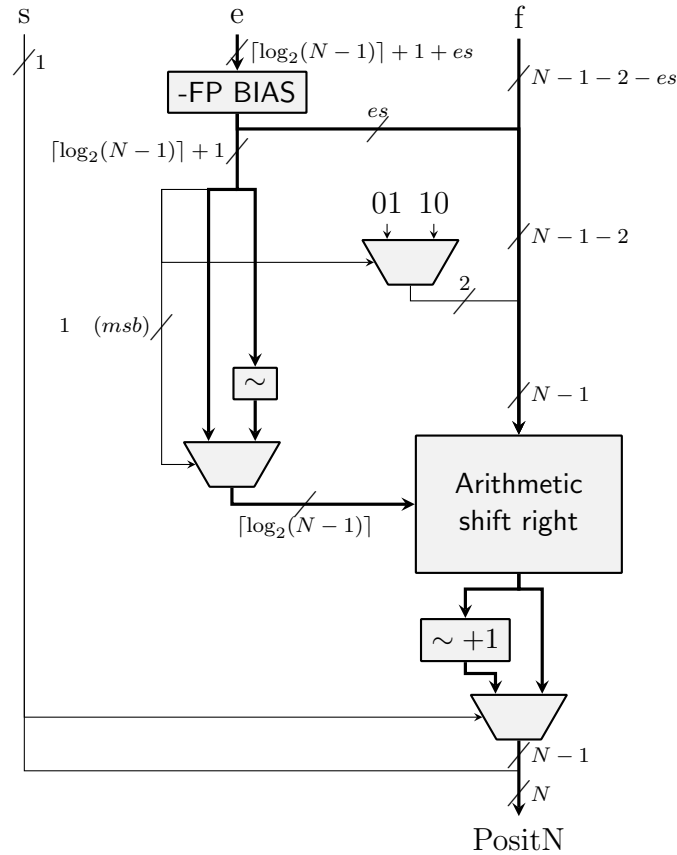 s e f
1
⌈log₂(N − 1)⌉ + 1 + es
N − 1 − 2 − es
-FP BIAS
es
⌈log₂(N − 1)⌉ + 1
01 10
N − 1 − 2
2
1 (msb)
∼
N − 1
Arithmetic
shift right
⌈log₂(N − 1)⌉
∼ +1
N − 1
N
PositN